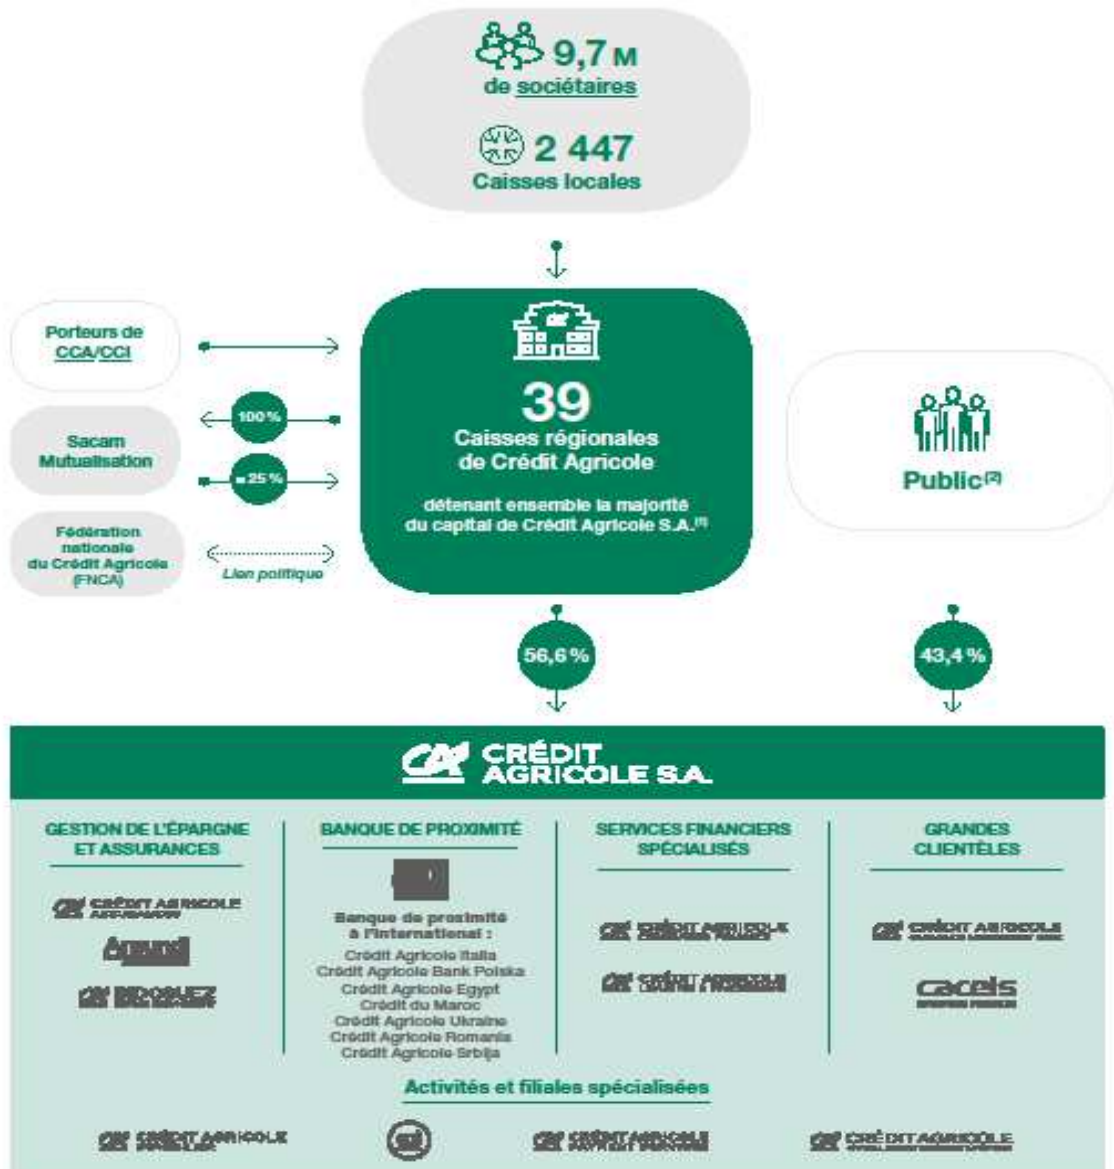 9,7 M
de sociétaires
2 447
Caisses locales
Porteurs de
CCA/CCI
100 %
Sacam
Mutualisation
≈ 25 %
Fédération
nationale
du Crédit Agricole
(FNCA)
Lien politique
39
Caisses régionales
de Crédit Agricole
détenant ensemble la majorité
du capital de Crédit Agricole S.A.(1)
Public(2)
56,6 %
43,4 %
CRÉDIT
AGRICOLE S.A.
GESTION DE L'ÉPARGNE
ET ASSURANCES
CRÉDIT AGRICOLE
Amundi
INDOSUEZ
BANQUE DE PROXIMITÉ
Banque de proximité
à l'international :
Crédit Agricole Italia
Crédit Agricole Bank Polska
Crédit Agricole Egypt
Crédit du Maroc
Crédit Agricole Ukraine
Crédit Agricole Romania
Crédit Agricole Srbija
SERVICES FINANCIERS
SPÉCIALISÉS
CRÉDIT AGRICOLE
CRÉDIT AGRICOLE
GRANDES
CLIENTÈLES
CRÉDIT AGRICOLE
caceis
Activités et filiales spécialisées
CRÉDIT AGRICOLE
CRÉDIT AGRICOLE
CRÉDIT AGRICOLE